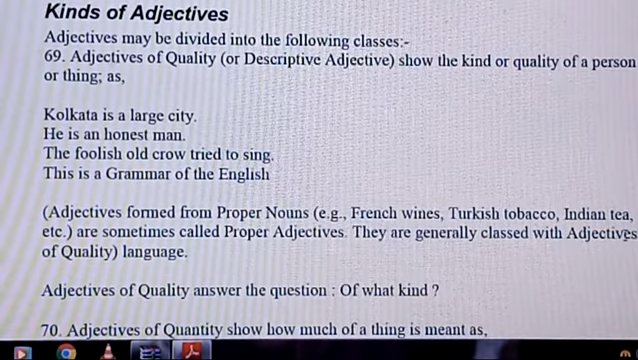 Kinds of Adjectives
Adjectives may be divided into the following classes:-
69. Adjectives of Quality (or Descriptive Adjective) show the kind or quality of a person
or thing; as,
Kolkata is a large city.
He is an honest man.
The foolish old crow tried to sing.
This is a Grammar of the English
(Adjectives formed from Proper Nouns (e.g., French wines, Turkish tobacco, Indian tea,
etc.) are sometimes called Proper Adjectives. They are generally classed with Adjectives
of Quality) language.
Adjectives of Quality answer the question : Of what kind ?
70. Adjectives of Quantity show how much of a thing is meant as,